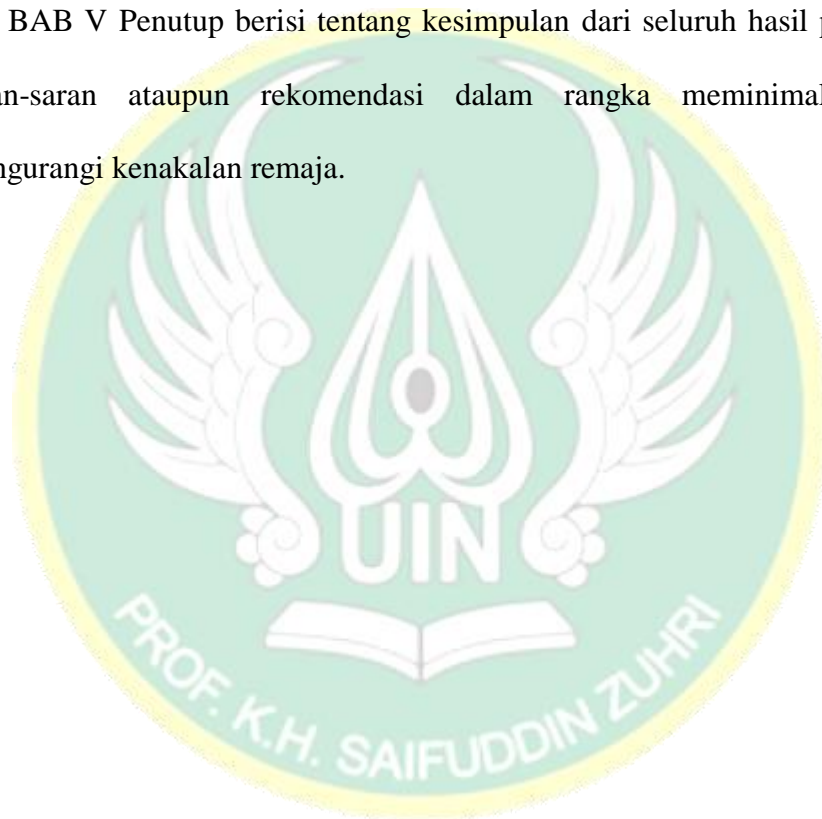 BAB V Penutup berisi tentang kesimpulan dari seluruh hasil
an-saran ataupun rekomendasi dalam rangka meminimal
ngurangi kenakalan remaja.
UIN
PROF. K.H. SAIFUDDIN ZUHRI